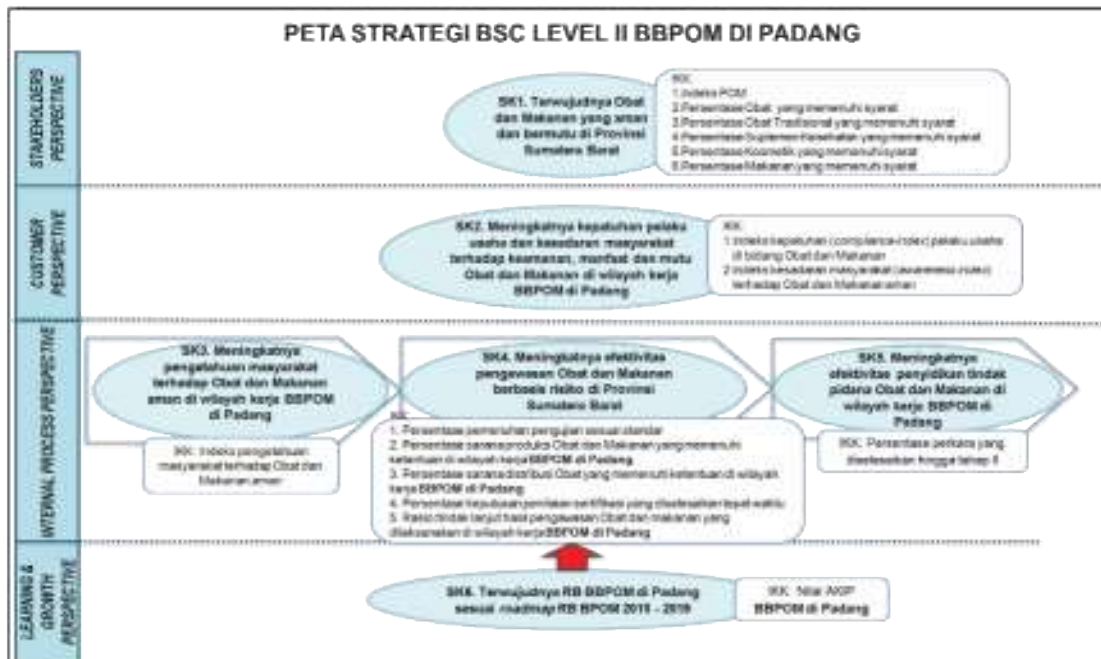 PETA STRATEGI BSC LEVEL II BBPOM DI PADANG
STAKEHOLDERS
PERSPECTIVE
SK1. Terwujudnya Obat
dan Makanan yang aman
dan bermutu di Provinsi
Sumatera Barat
IKK:
1.Indeks POM
2.Persentase Obat yang memenuhi syarat
3.Persentase Obat Tradisional yang memenuhi syarat
4.Persentase Suplemen Kesehatan yang memenuhi syarat
5.Persentase Kosmetik yang memenuhi syarat
6.Persentase Makanan yang memenuhi syarat
CUSTOMER
PERSPECTIVE
SK2. Meningkatnya kepatuhan pelaku
usaha dan kesadaran masyarakat
terhadap keamanan, manfaat dan mutu
Obat dan Makanan di wilayah kerja
BBPOM di Padang
IKK:
1 Indeks kepatuhan (compliance index) pelaku usaha
di bidang Obat dan Makanan
2 Indeks kesadaran masyarakat (awareness index)
terhadap Obat dan Makanan aman
INTERNAL PROCESS PERSPECTIVE
SK3. Meningkatnya
pengetahuan masyarakat
terhadap Obat dan Makanan
aman di wilayah kerja BBPOM
di Padang
IKK: Indeks pengetahuan
masyarakat terhadap Obat dan
Makanan aman
SK4. Meningkatnya efektivitas
pengawasan Obat dan Makanan
berbasis risiko di Provinsi
Sumatera Barat
IKK:
1. Persentase pemenuhan pengujian sesuai standar
2. Persentase sarana produksi Obat dan Makanan yang memenuhi
ketentuan di wilayah kerja BBPOM di Padang
3. Persentase sarana distribusi Obat yang memenuhi ketentuan di wilayah
kerja BBPOM di Padang
4. Persentase keputusan penilaian sertifikasi yang diselesaikan tepat waktu
5. Rasio tindak lanjut hasil pengawasan Obat dan makanan yang
dilaksanakan di wilayah kerja BBPOM di Padang
SK5. Meningkatnya
efektivitas penyidikan tindak
pidana Obat dan Makanan di
wilayah kerja BBPOM di
Padang
IKK: Persentase perkara yang
diselesaikan hingga tahap II
LEARNING &
GROWTH
PERSPECTIVE
SK6. Terwujudnya RB BBPOM di Padang
sesuai roadmap RB BPOM 2015 - 2019
IKK: Nilai AKIP
BBPOM di Padang